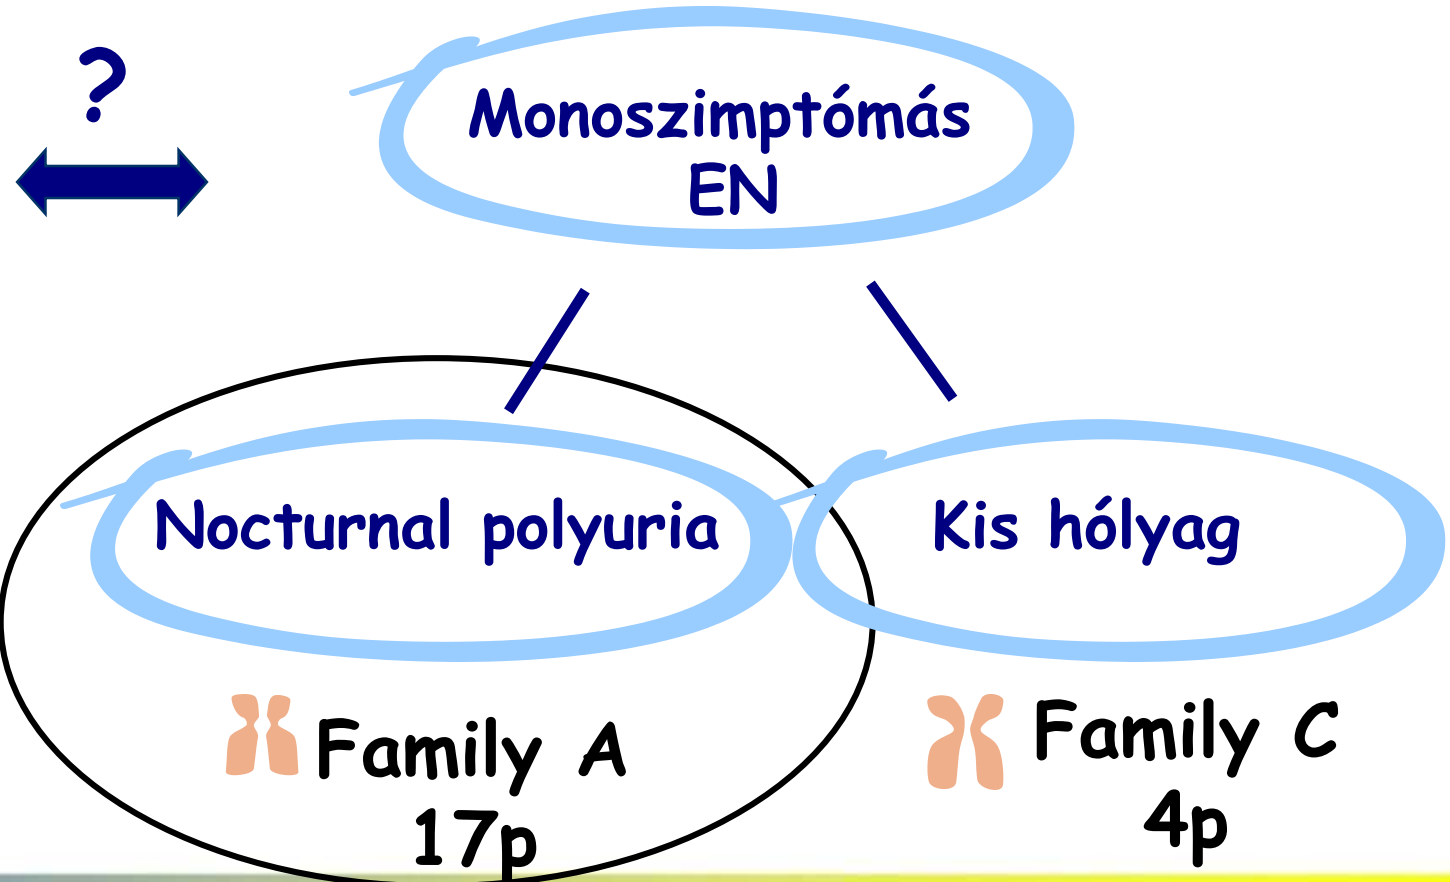 ?
Monoszimptómás
EN
Nocturnal polyuria
Kis hólyag
Family A
17p
Family C
4p